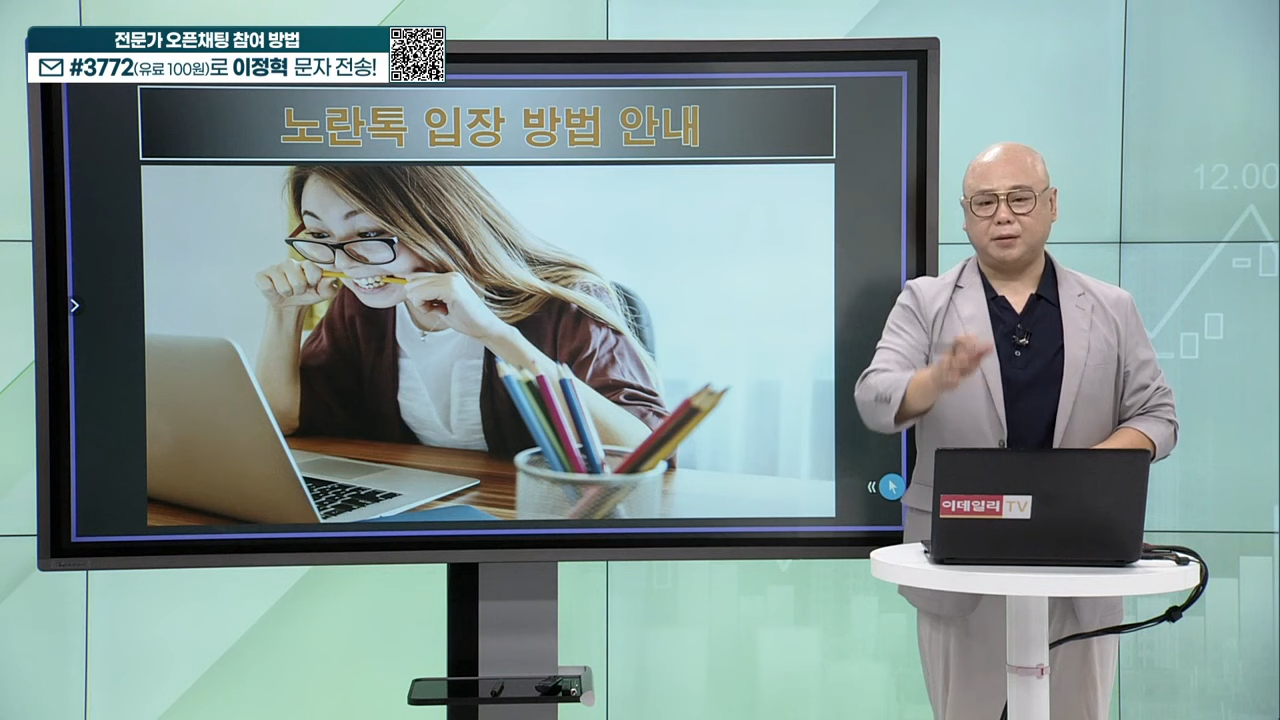 전문가 오픈채팅 참여 방법
#3772(유료 100원)로 이정혁 문자 전송!
노란톡 입장 방법 안내
12.00
이데일리 TV